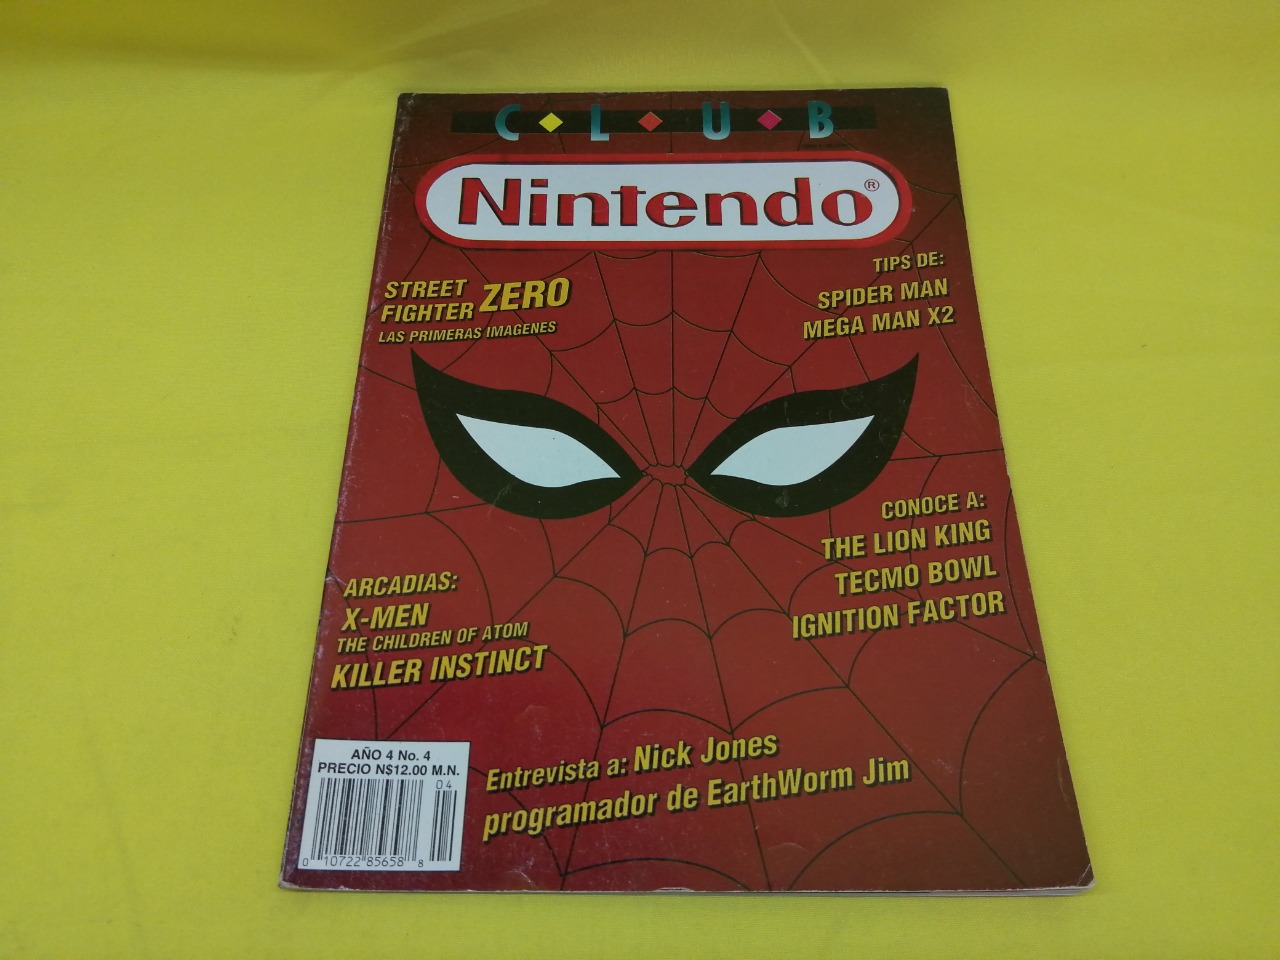 CLUB
Nintendo®
STREET
FIGHTER ZERO
LAS PRIMERAS IMAGENES
TIPS DE:
SPIDER MAN
MEGA MAN X2
CONOCE A:
THE LION KING
TECMO BOWL
IGNITION FACTOR
ARCADIAS:
X-MEN
THE CHILDREN OF ATOM
KILLER INSTINCT
Entrevista a: Nick Jones
programador de EarthWorm Jim
AÑO 4 No. 4
PRECIO N$12.00 M.N.
04
0 10722 85658 8